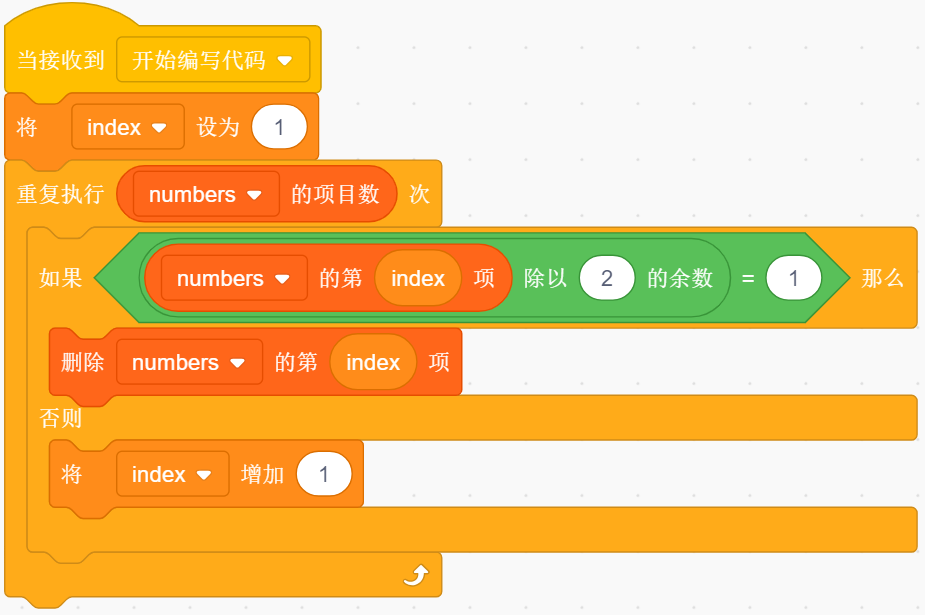 当接收到 开始编写代码
将 index 设为 1
重复执行 numbers 的项目数 次
如果 numbers 的第 index 项 除以 2 的余数 = 1 那么
删除 numbers 的第 index 项
否则
将 index 增加 1